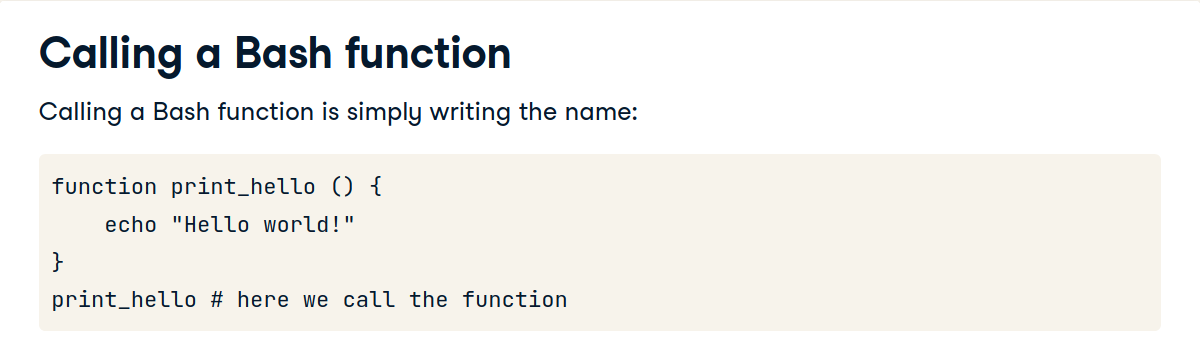 Calling a Bash function
Calling a Bash function is simply writing the name:
function print_hello () {
    echo "Hello world!"
}
print_hello # here we call the function